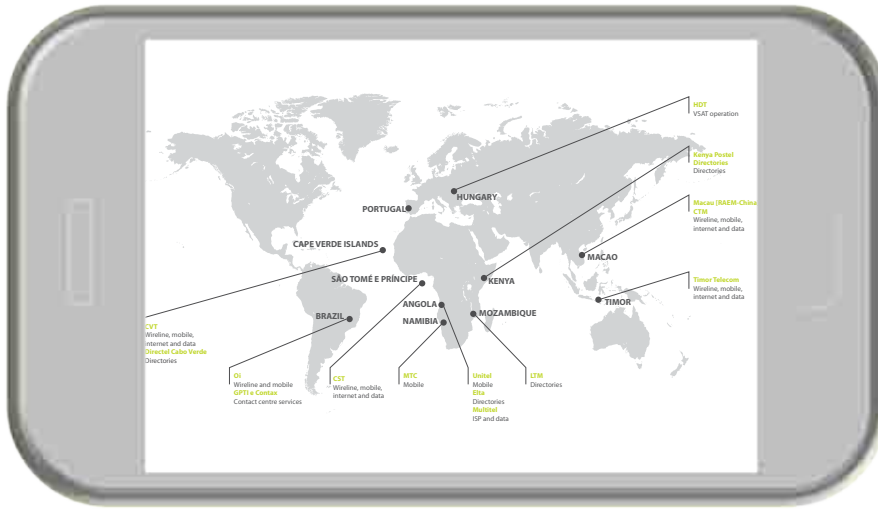 HDT
VSAT operation
Kenya Postel
Directories
Directories
HUNGARY
PORTUGAL
Macau (RAEM-China
CTM
Wireline, mobile,
internet and data
CAPE VERDE ISLANDS
MACAO
SÃO TOMÉ E PRÍNCIPE
KENYA
Timor Telecom
Wireline, mobile,
internet and data
ANGOLA
TIMOR
BRAZIL
NAMIBIA
MOZAMBIQUE
CVT
Wireline, mobile,
internet and data
Directel Cabo Verde
Directories
Oi
Wireline and mobile
GPTI e Contax
Contact centre services
CST
Wireline, mobile,
internet and data
MTC
Mobile
Unitel
Mobile
Elta
Directories
Multitel
ISP and data
LTM
Directories